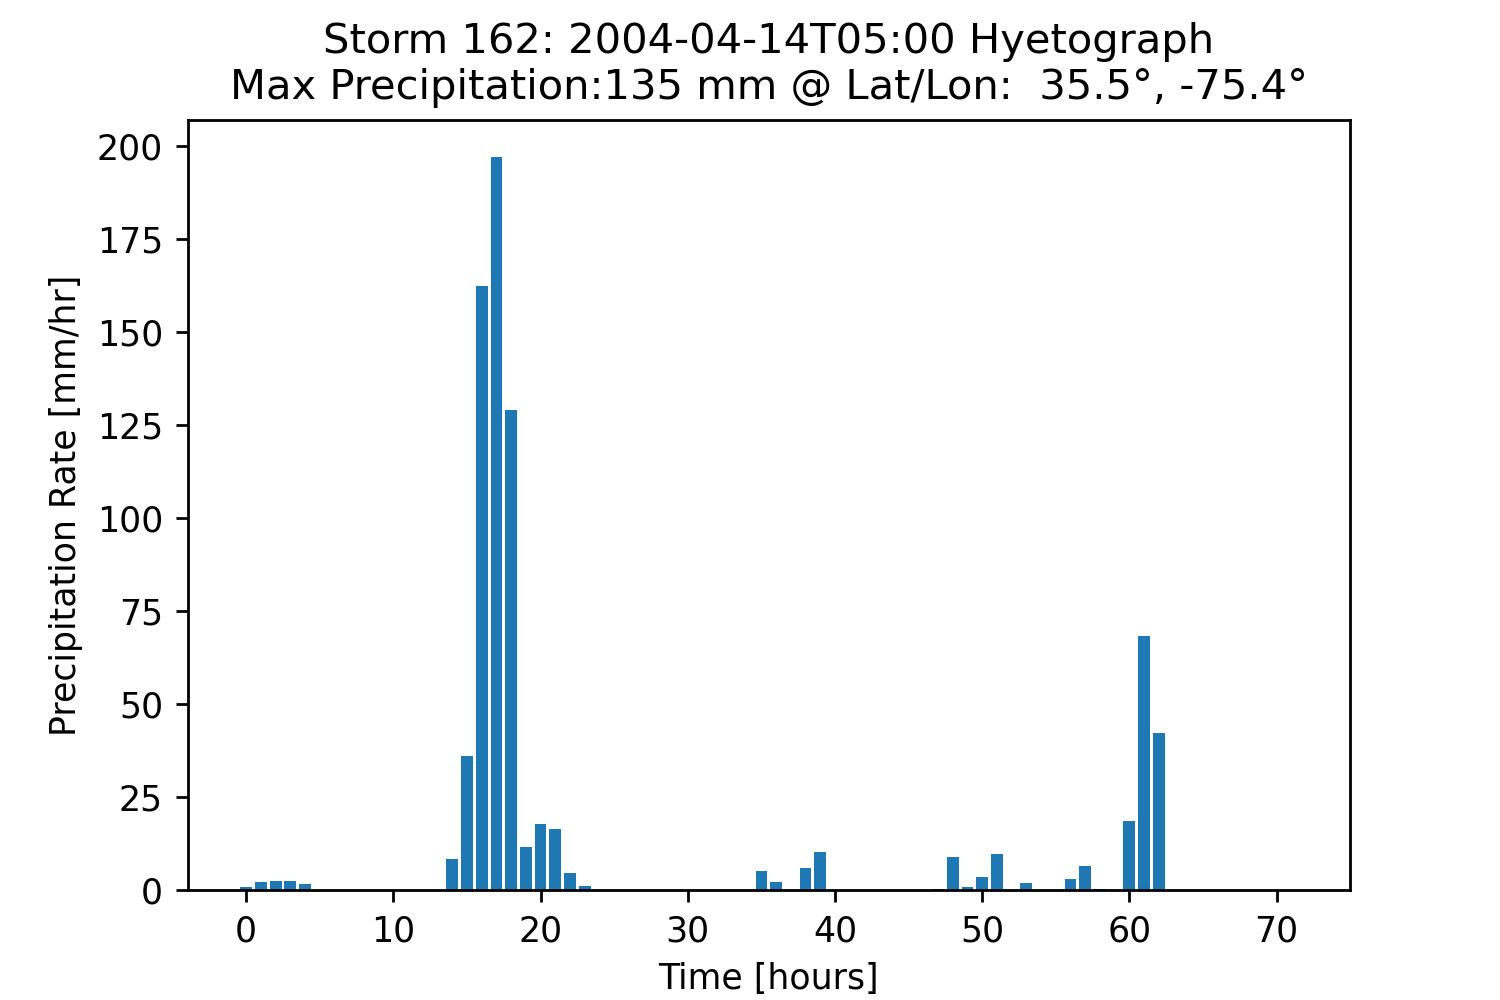 Storm 162: 2004-04-14T05:00 Hyetograph
Max Precipitation:135 mm @ Lat/Lon:  35.5°, -75.4°
Precipitation Rate [mm/hr]
200
175
150
125
100
75
50
25
0
0 10 20 30 40 50 60 70
Time [hours]